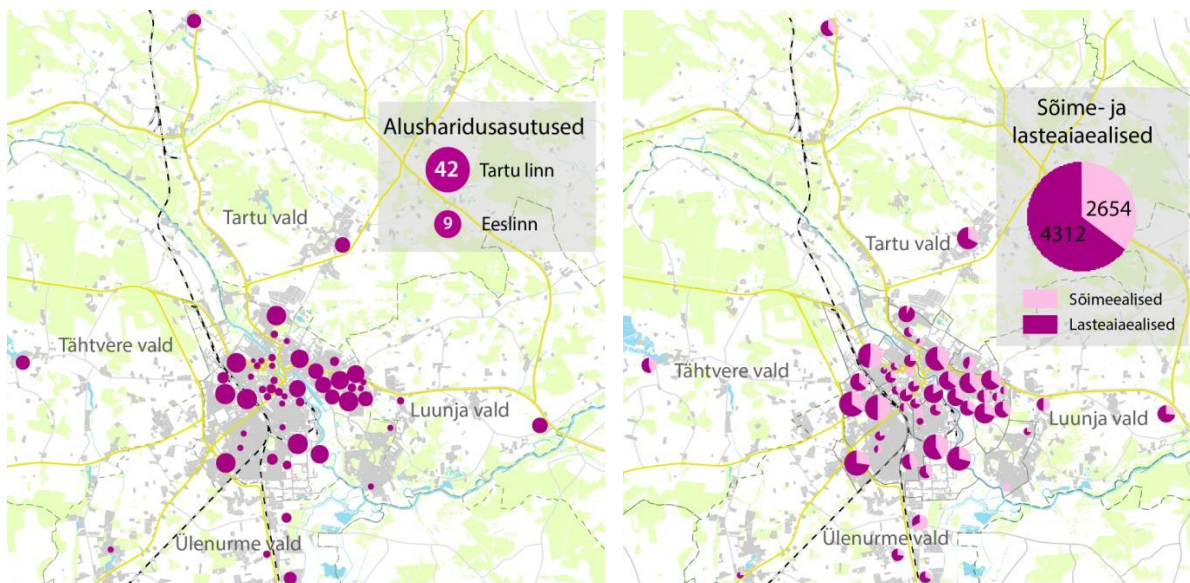 Alusharidusasutused
42 Tartu linn
9 Eeslinn
Tartu vald
Tähtvere vald
Luunja vald
Ülenurme vald
Sõime- ja
lasteaiaealised
2654
4312
Sõimeealised
Lasteaiaealised
Tartu vald
Tähtvere vald
Luunja vald
Ülenurme vald